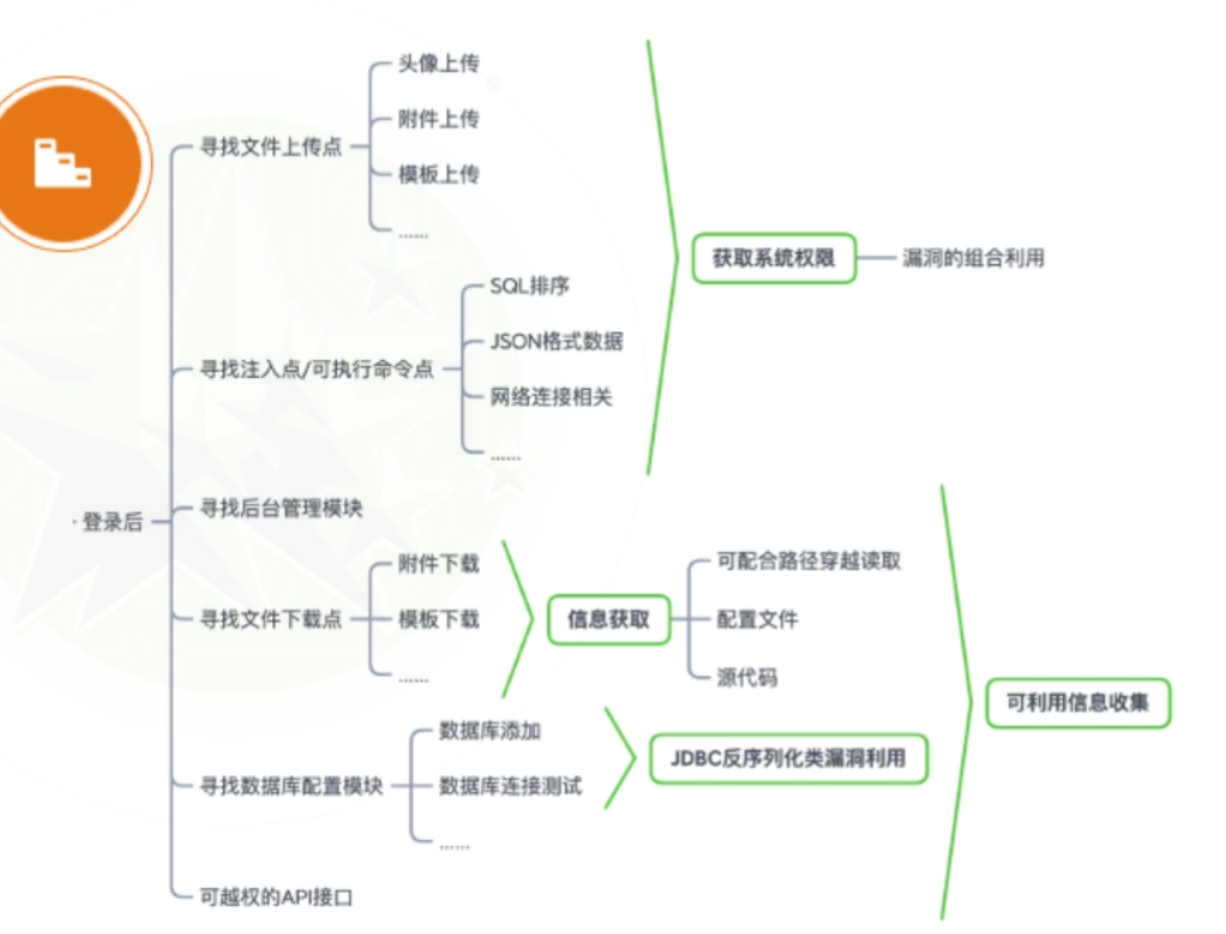 头像上传
附件上传
寻找文件上传点
模板上传
......
获取系统权限
漏洞的组合利用
SQL排序
JSON格式数据
寻找注入点/可执行命令点
网络连接相关
......
· 登录后
寻找后台管理模块
附件下载
寻找文件下载点
模板下载
......
信息获取
可配合路径穿越读取
配置文件
源代码
可利用信息收集
数据库添加
寻找数据库配置模块
数据库连接测试
......
JDBC反序列化类漏洞利用
可越权的API接口